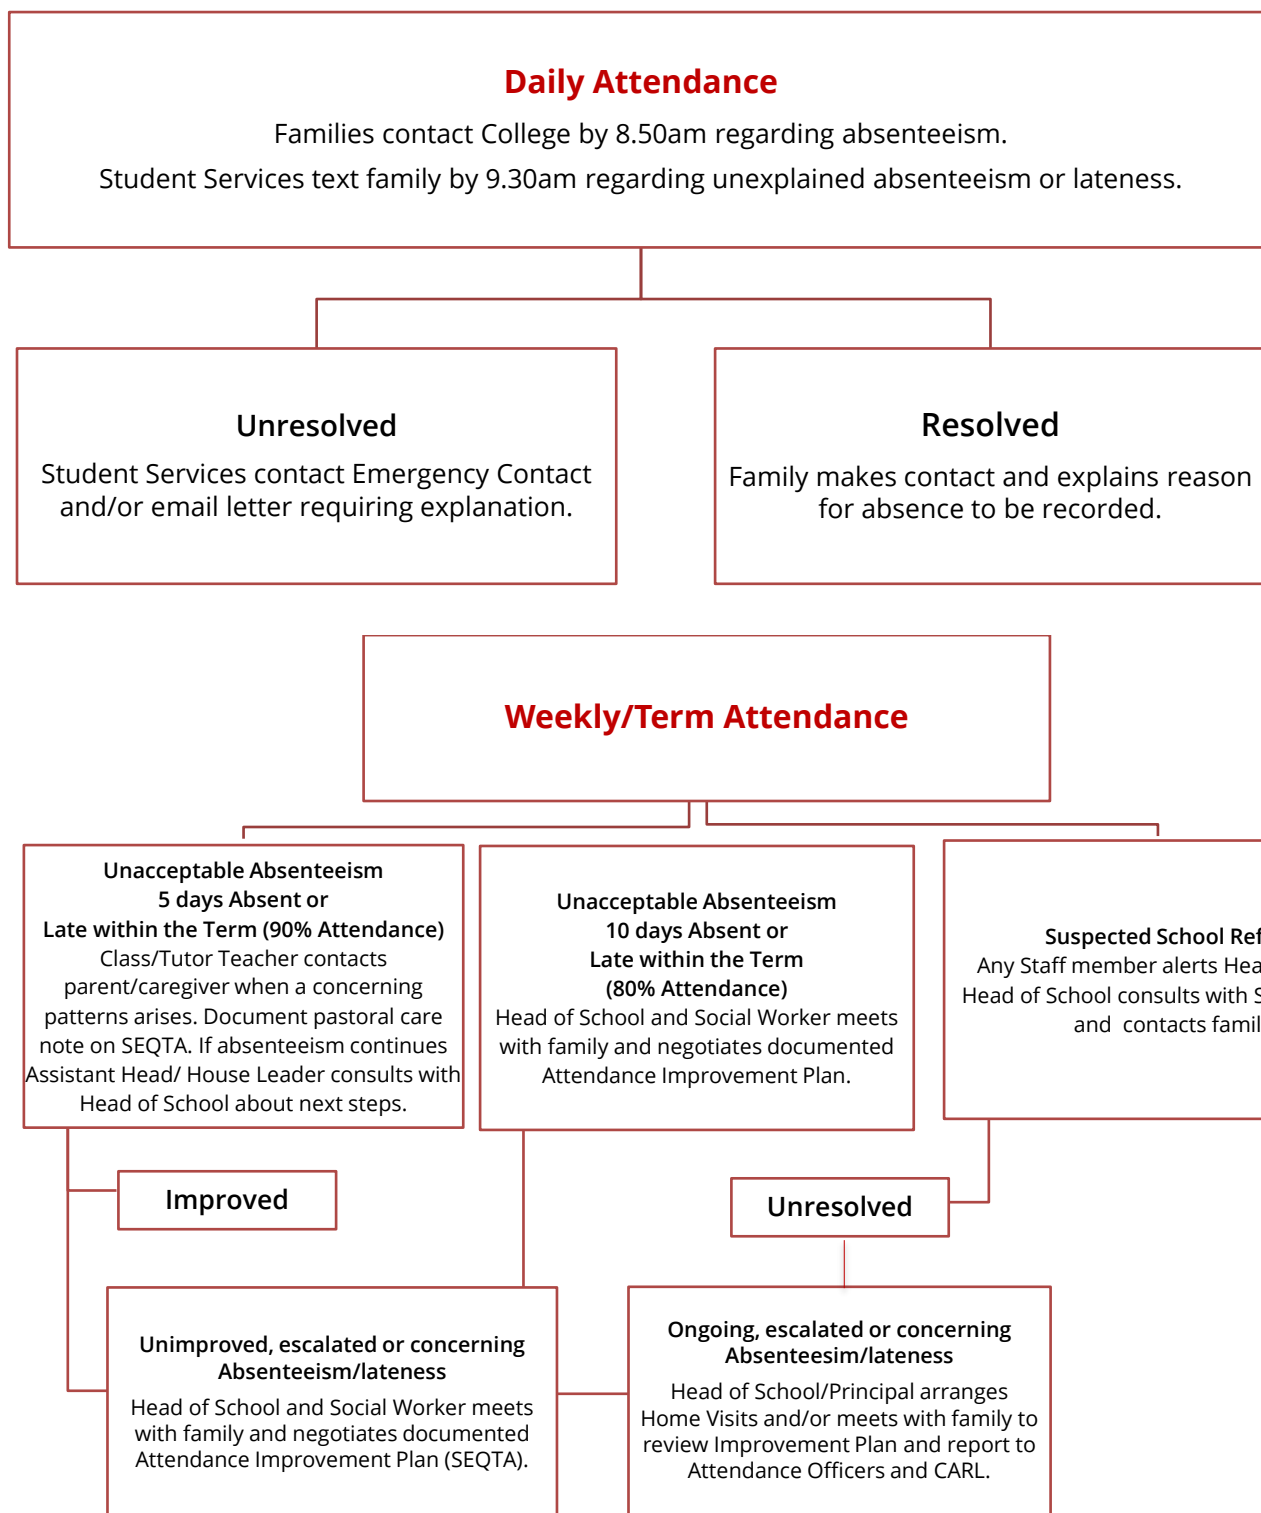 Daily Attendance
Families contact College by 8.50am regarding absenteeism.
Student Services text family by 9.30am regarding unexplained absenteeism or lateness.
Unresolved
Student Services contact Emergency Contact
and/or email letter requiring explanation.
Resolved
Family makes contact and explains reason
for absence to be recorded.
Weekly/Term Attendance
Unacceptable Absenteeism
5 days Absent or
Late within the Term (90% Attendance)
Class/Tutor Teacher contacts
parent/caregiver when a concerning
patterns arises. Document pastoral care
note on SEQTA. If absenteeism continues
Assistant Head/ House Leader consults with
Head of School about next steps.
Unacceptable Absenteeism
10 days Absent or
Late within the Term
(80% Attendance)
Head of School and Social Worker meets
with family and negotiates documented
Attendance Improvement Plan.
Suspected School Ref
Any Staff member alerts Hea
Head of School consults with S
and contacts famil
Improved
Unresolved
Unimproved, escalated or concerning
Absenteeism/lateness
Head of School and Social Worker meets
with family and negotiates documented
Attendance Improvement Plan (SEQTA).
Ongoing, escalated or concerning
Absenteesim/lateness
Head of School/Principal arranges
Home Visits and/or meets with family to
review Improvement Plan and report to
Attendance Officers and CARL.